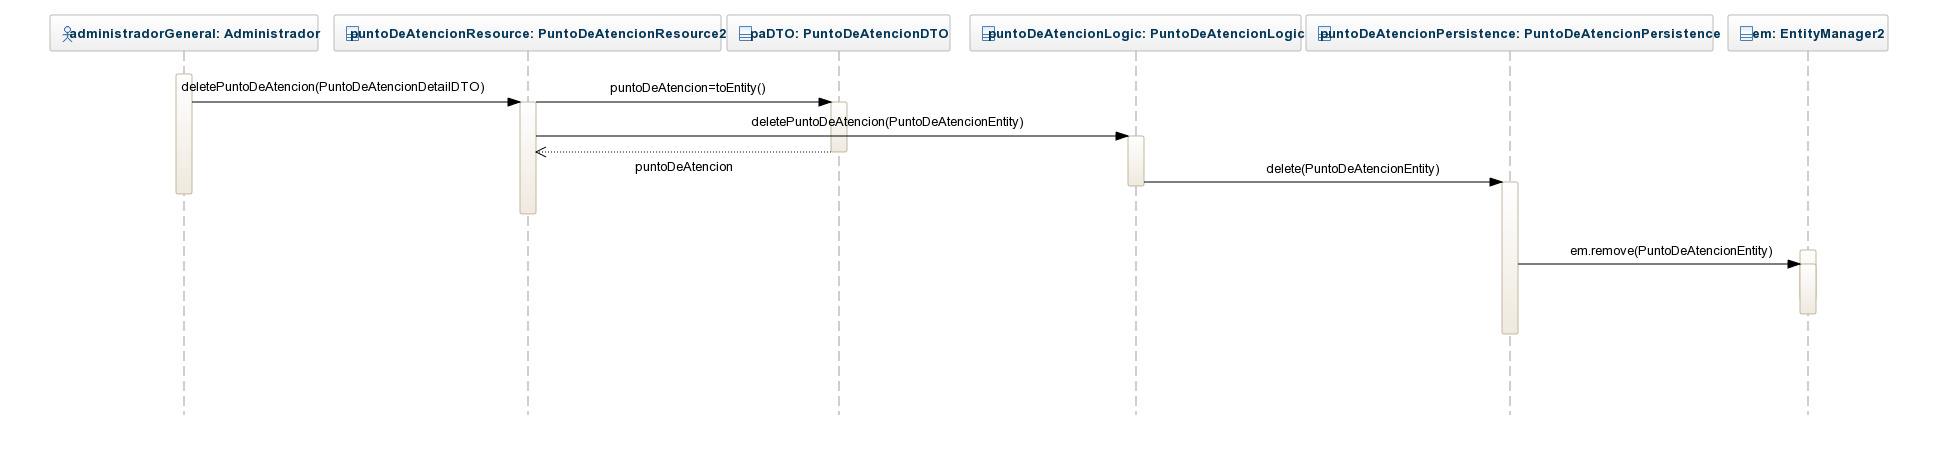 administradorGeneral: Administrador
puntoDeAtencionResource: PuntoDeAtencionResource2
paDTO: PuntoDeAtencionDTO
puntoDeAtencionLogic: PuntoDeAtencionLogic
puntoDeAtencionPersistence: PuntoDeAtencionPersistence
em: EntityManager2
deletePuntoDeAtencion(PuntoDeAtencionDetailDTO)
puntoDeAtencion=toEntity()
deletePuntoDeAtencion(PuntoDeAtencionEntity)
puntoDeAtencion
delete(PuntoDeAtencionEntity)
em.remove(PuntoDeAtencionEntity)